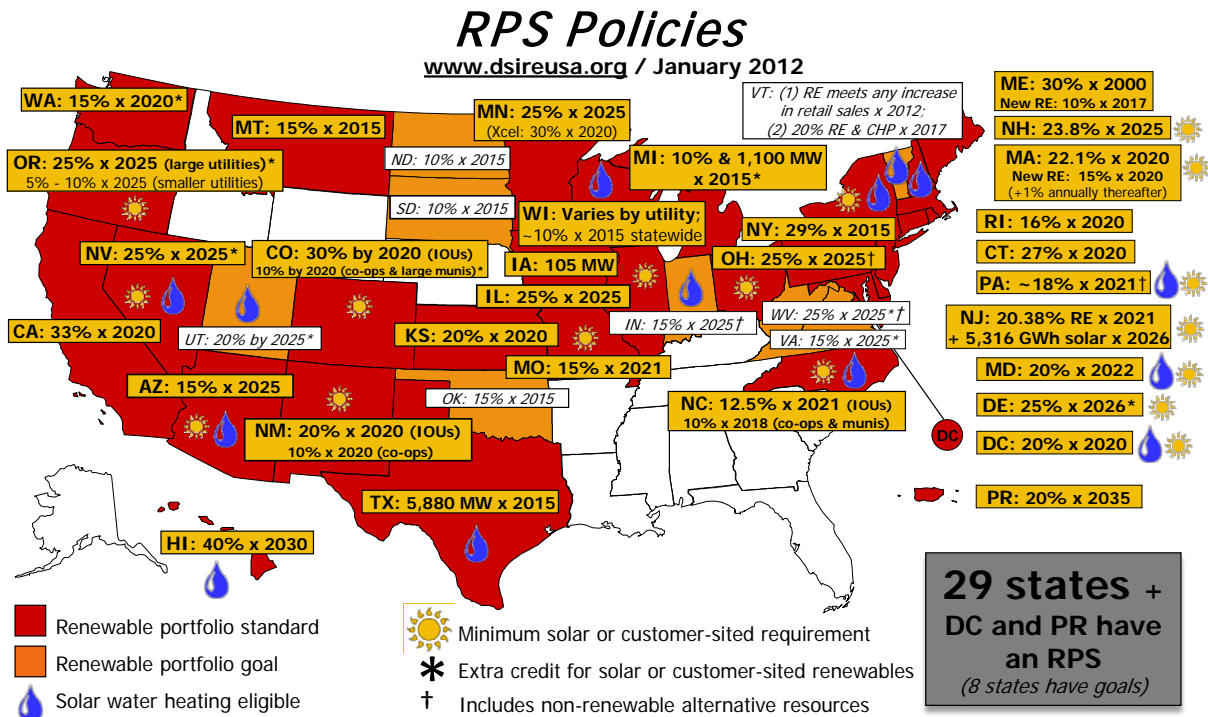 RPS Policies
www.dsireusa.org / January 2012
WA: 15% x 2020*
MT: 15% x 2015
MN: 25% x 2025
(Xcel: 30% x 2020)
VT: (1) RE meets any increase
in retail sales x 2012;
(2) 20% RE & CHP x 2017
ME: 30% x 2000
New RE: 10% x 2017
NH: 23.8% x 2025
OR: 25% x 2025 (large utilities)*
5% - 10% x 2025 (smaller utilities)
ND: 10% x 2015
MI: 10% & 1,100 MW
x 2015*
MA: 22.1% x 2020
New RE: 15% x 2020
(+1% annually thereafter)
SD: 10% x 2015
WI: Varies by utility;
~10% x 2015 statewide
NY: 29% x 2015
RI: 16% x 2020
NV: 25% x 2025*
CO: 30% by 2020 (IOUs)
10% by 2020 (co-ops & large munis)*
IA: 105 MW
OH: 25% x 2025†
CT: 27% x 2020
IL: 25% x 2025
PA: ~18% x 2021†
CA: 33% x 2020
UT: 20% by 2025*
KS: 20% x 2020
IN: 15% x 2025†
WV: 25% x 2025*†
VA: 15% x 2025*
NJ: 20.38% RE x 2021
+ 5,316 GWh solar x 2026
MO: 15% x 2021
MD: 20% x 2022
AZ: 15% x 2025
OK: 15% x 2015
NC: 12.5% x 2021 (IOUs)
10% x 2018 (co-ops & munis)
DE: 25% x 2026*
NM: 20% x 2020 (IOUs)
10% x 2020 (co-ops)
DC
DC: 20% x 2020
TX: 5,880 MW x 2015
PR: 20% x 2035
HI: 40% x 2030
29 states +
DC and PR have
an RPS
(8 states have goals)
Renewable portfolio standard
Renewable portfolio goal
Solar water heating eligible
Minimum solar or customer-sited requirement
* Extra credit for solar or customer-sited renewables
† Includes non-renewable alternative resources